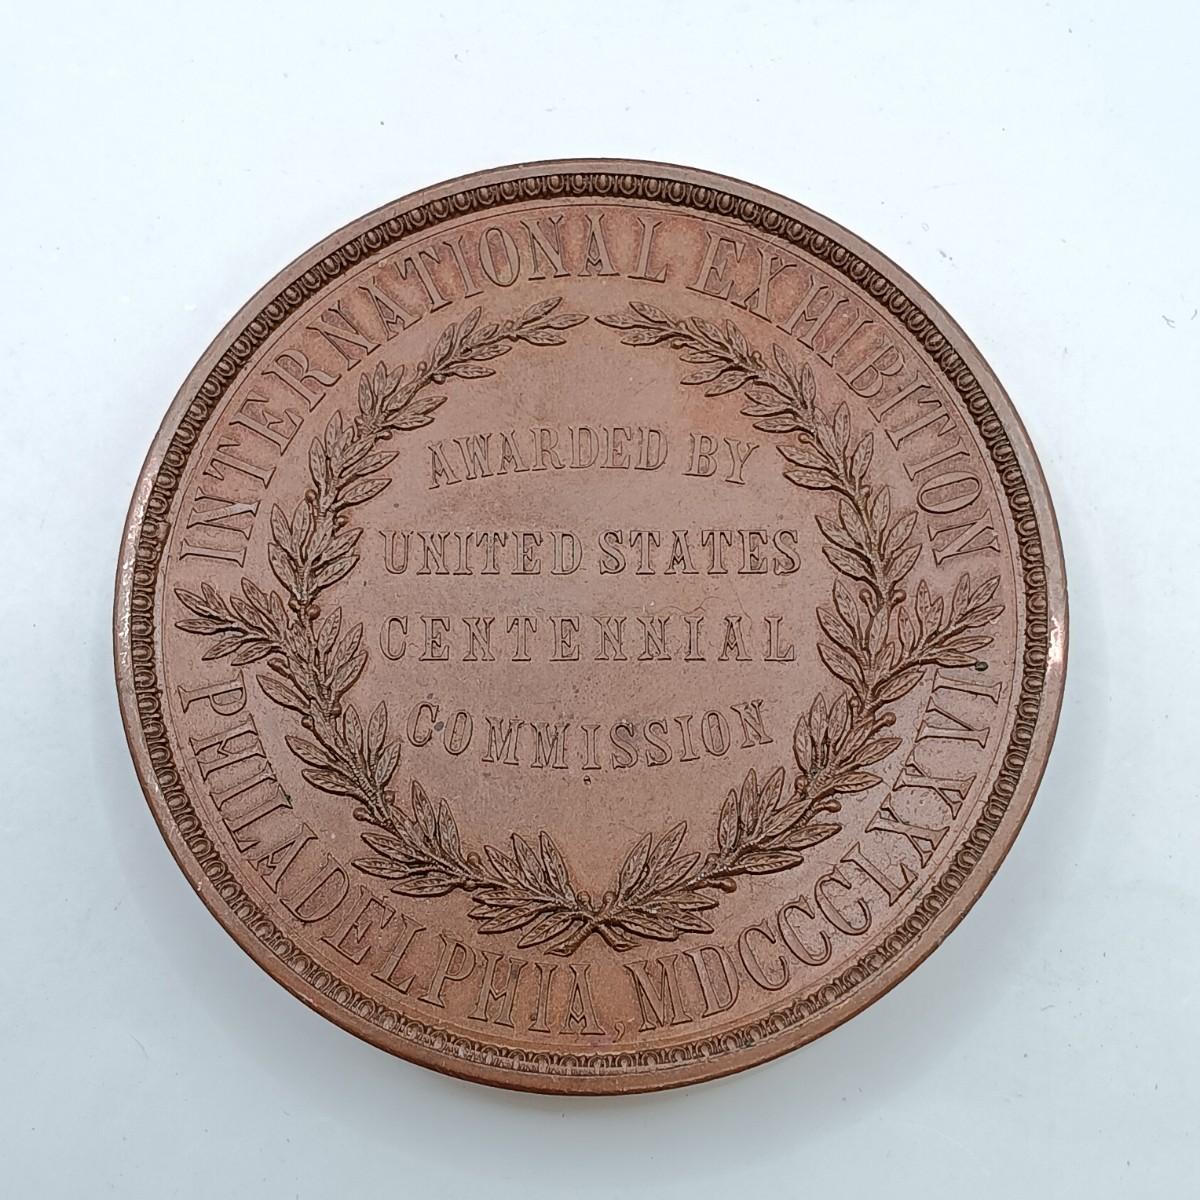 INTERNATIONAL EXHIBITION
AWARDED BY
UNITED STATES
CENTENNIAL
COMMISSION
PHILADELPHIA, MDCCCLXXVI